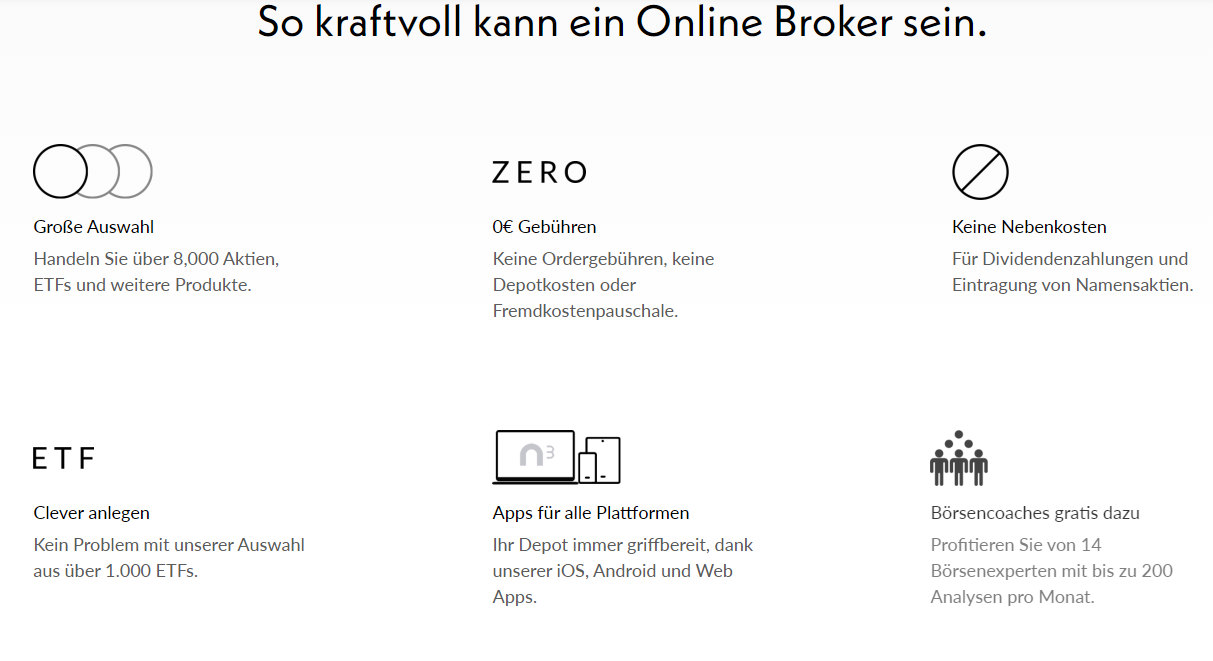 So kraftvoll kann ein Online Broker sein.
ZERO
Große Auswahl
Handeln Sie über 8,000 Aktien,
ETFs und weitere Produkte.
0€ Gebühren
Keine Ordergebühren, keine
Depotkosten oder
Fremdkostenpauschale.
Keine Nebenkosten
Für Dividendenzahlungen und
Eintragung von Namensaktien.
ETF
Clever anlegen
Kein Problem mit unserer Auswahl
aus über 1.000 ETFs.
n3
Apps für alle Plattformen
Ihr Depot immer griffbereit, dank
unserer iOS, Android und Web
Apps.
Börsencoaches gratis dazu
Profitieren Sie von 14
Börsenexperten mit bis zu 200
Analysen pro Monat.